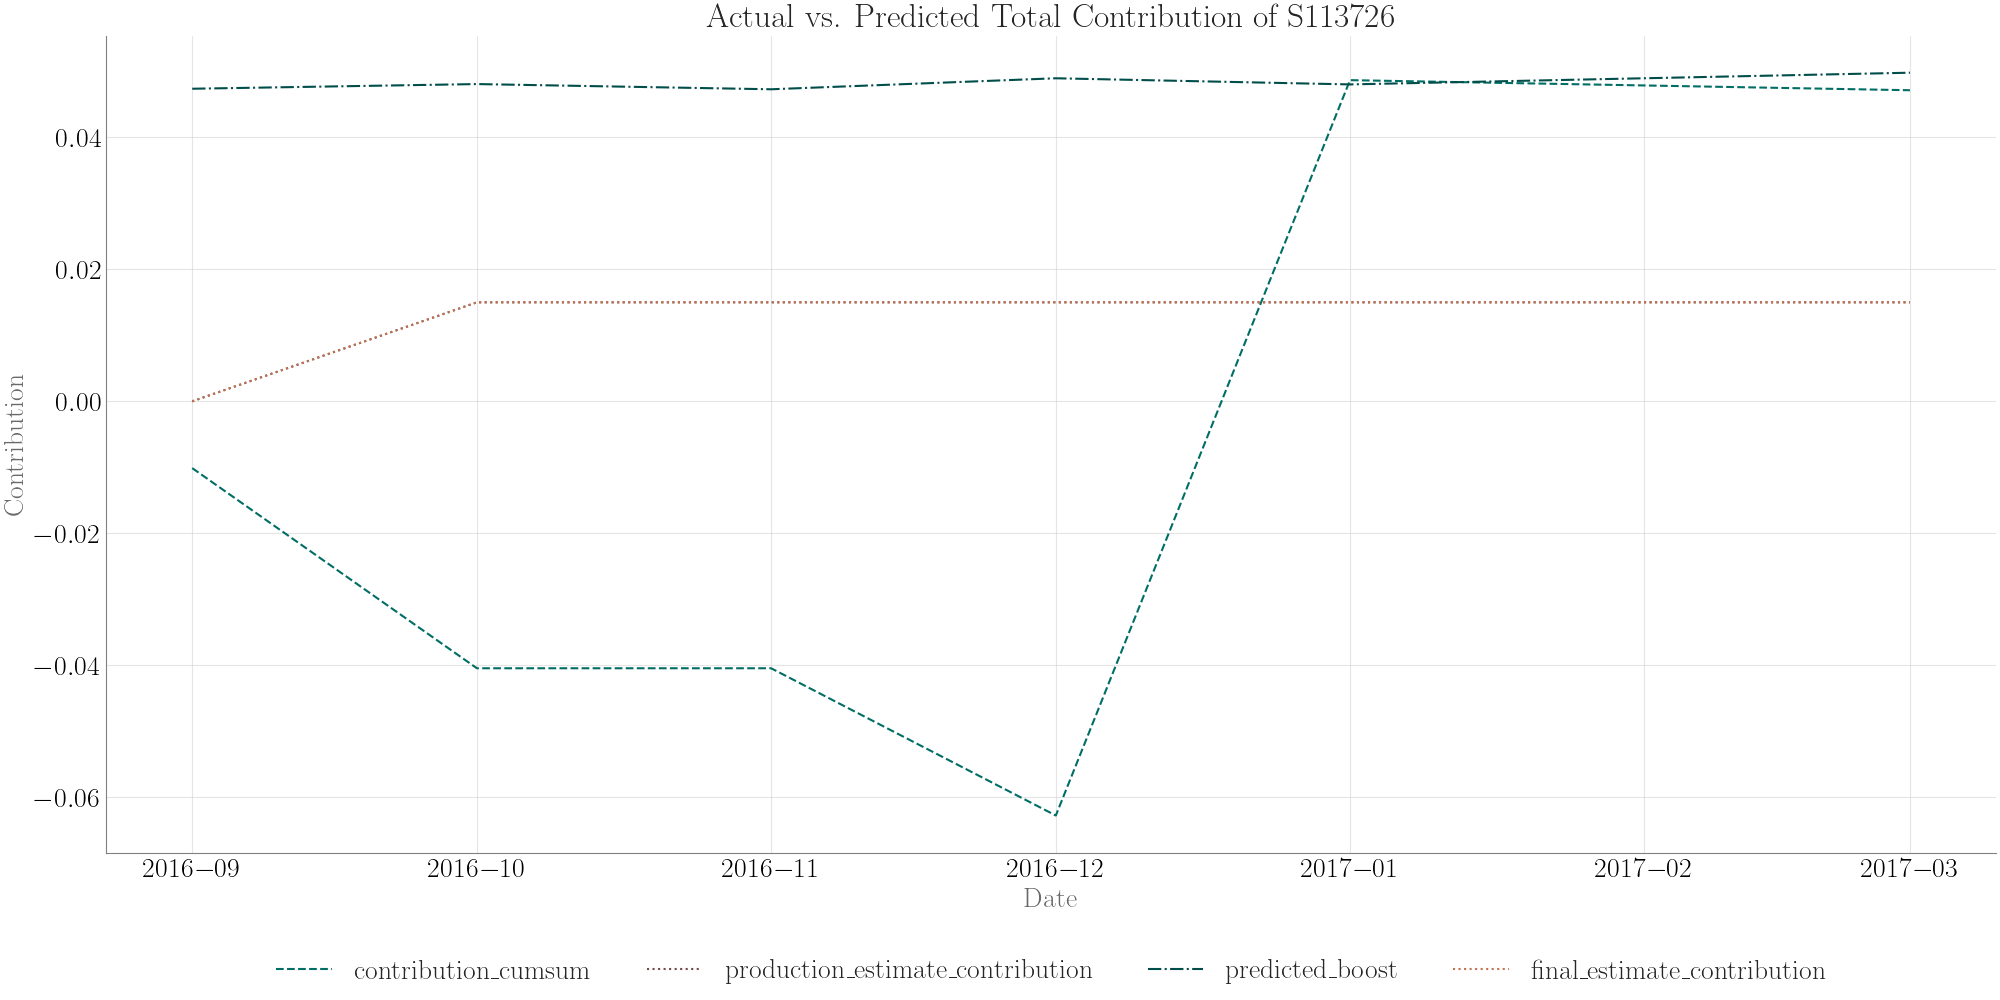 Actual vs. Predicted Total Contribution of S113726
Contribution
0.04
0.02
0.00
−0.02
−0.04
−0.06
2016−09 2016−10 2016−11 2016−12 2017−01 2017−02 2017−03
Date
contribution_cumsum production_estimate_contribution predicted_boost final_estimate_contribution